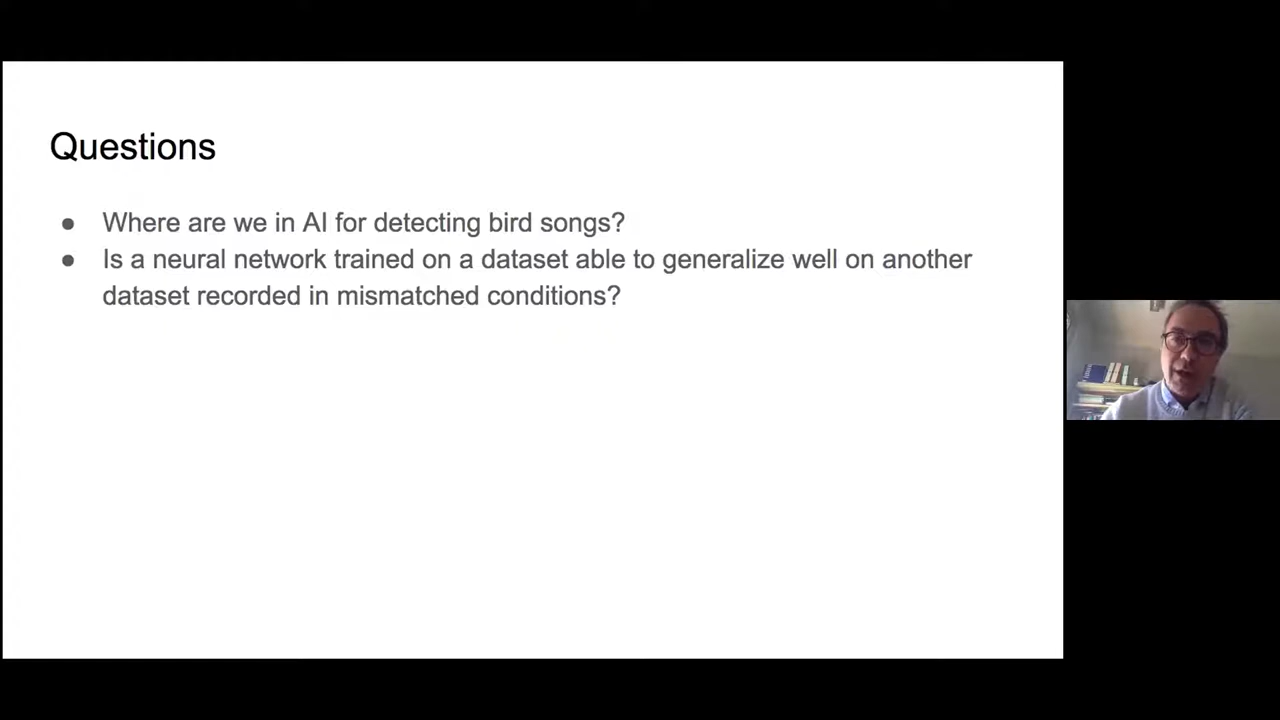 Questions
● Where are we in AI for detecting bird songs?
● Is a neural network trained on a dataset able to generalize well on another
dataset recorded in mismatched conditions?